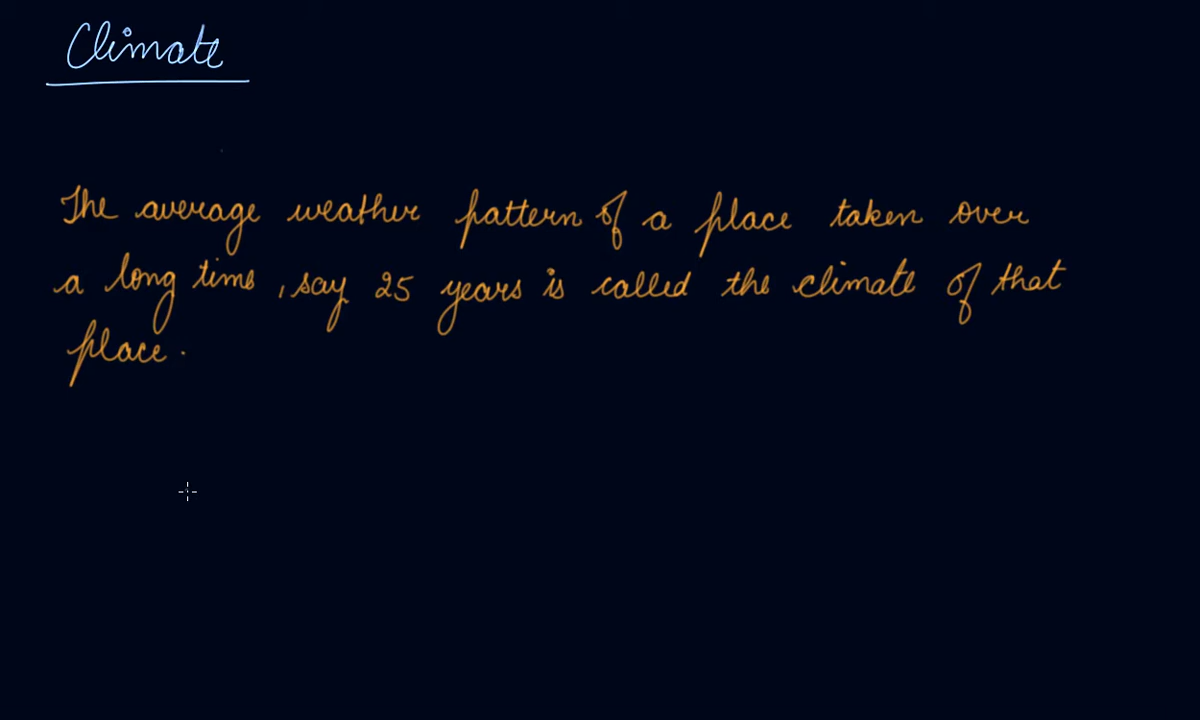 Climate
The average weather pattern of a place taken over
a long time, say 25 years is called the climate of that
place.